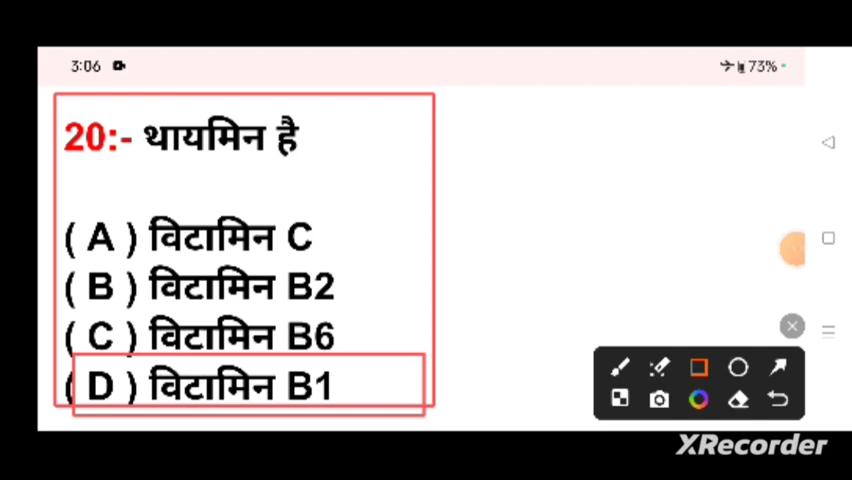 3:06 73%
20:- थायमिन है
( A ) विटामिन C
( B ) विटामिन B2
( C ) विटामिन B6
( D ) विटामिन B1
XRecorder